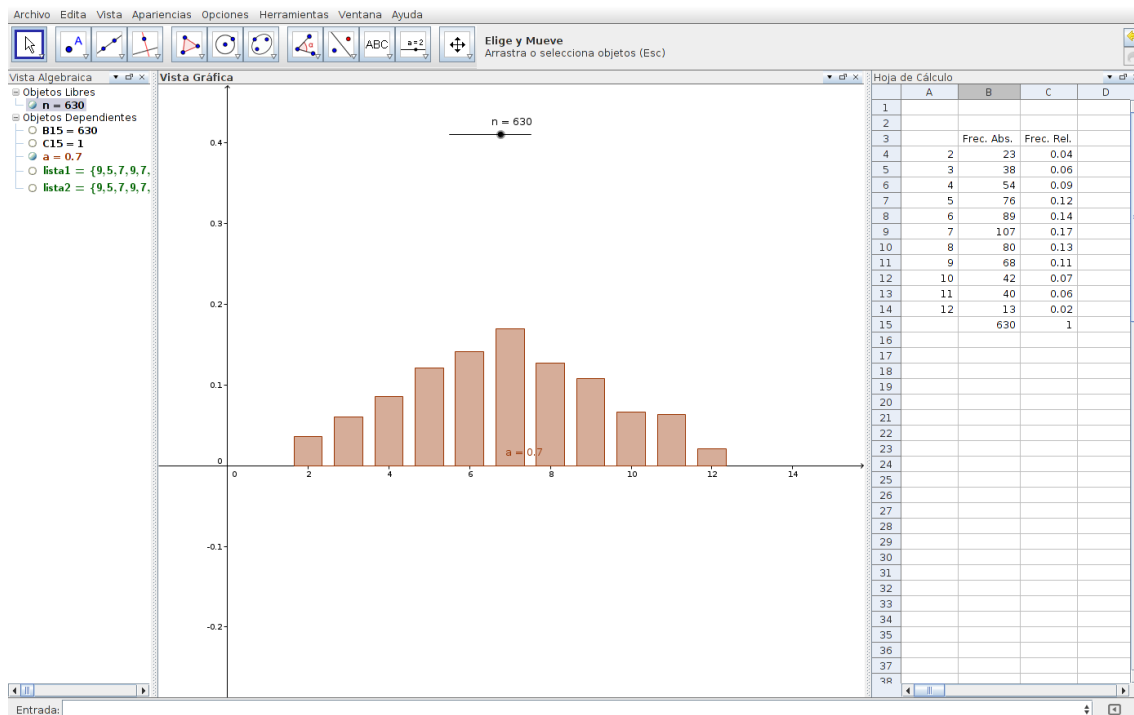 Archivo Edita Vista Apariencias Opciones Herramientas Ventana Ayuda
A
ABC
a=2
Elige y Mueve
Arrastra o selecciona objetos (Esc)
Vista Algebraica
Objetos Libres
n = 630
Objetos Dependientes
B15 = 630
C15 = 1
a = 0.7
lista1 = {9,5,7,9,7,
lista2 = {9,5,7,9,7,
Vista Gráfica
n = 630
0.4
0.3
0.2
0.1
0
a = 0.7
0 2 4 6 8 10 12 14
-0.1
-0.2
Hoja de Cálculo
A B C D
1
2
3 Frec. Abs. Frec. Rel.
4 2 23 0.04
5 3 38 0.06
6 4 54 0.09
7 5 76 0.12
8 6 89 0.14
9 7 107 0.17
10 8 80 0.13
11 9 68 0.11
12 10 42 0.07
13 11 40 0.06
14 12 13 0.02
15 630 1
16
17
18
19
20
21
22
23
24
25
26
27
28
29
30
31
32
33
34
35
36
37
38
Entrada: